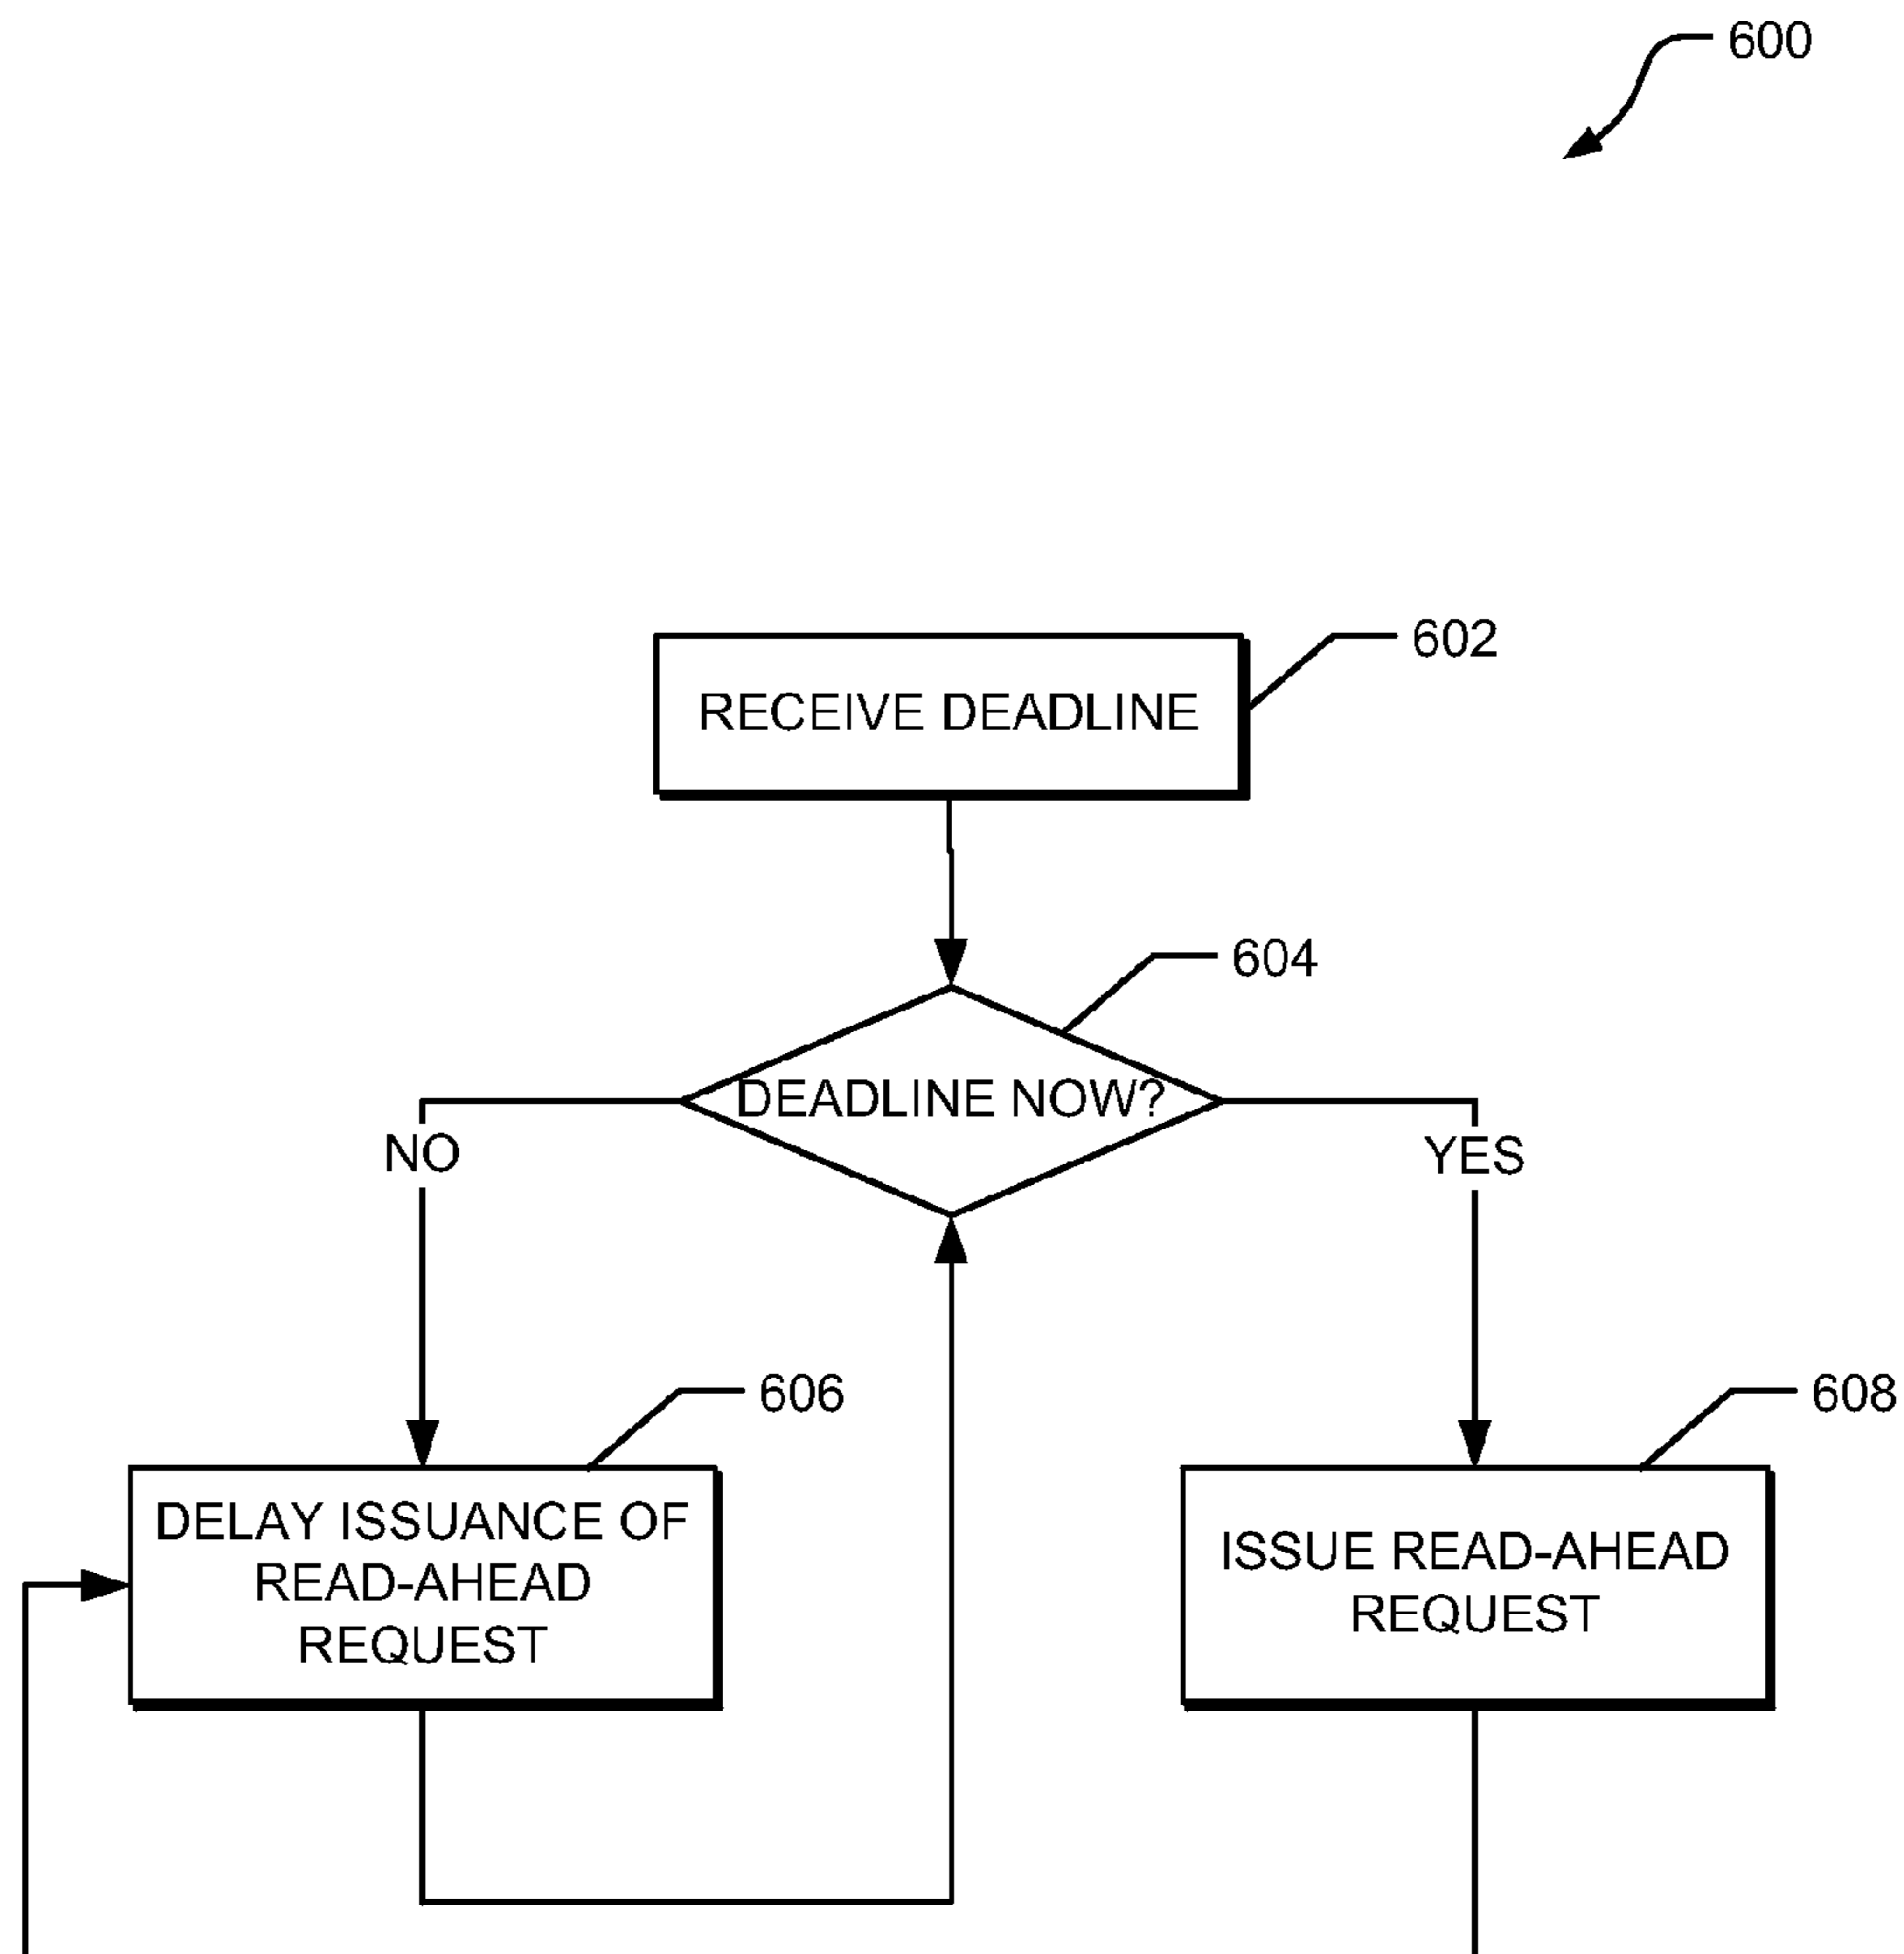 600
602
RECEIVE DEADLINE
604
DEADLINE NOW?
NO
YES
606
608
DELAY ISSUANCE OF
READ-AHEAD
REQUEST
ISSUE READ-AHEAD
REQUEST